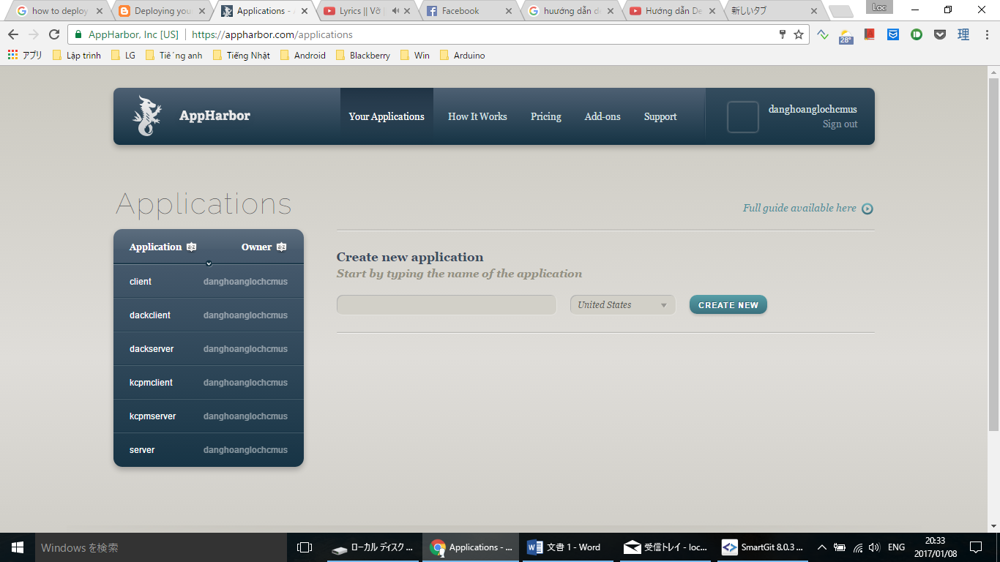 Loc
how to deploy
Deploying you
Applications - A
Lyrics || Vỡ
Facebook
huướng dẫn de
Hướng dẫn De
新しいタブ
AppHarbor, Inc [US] | https://appharbor.com/applications
28°
理
アプリ Lập trình LG Tiếng anh Tiếng Nhật Android Blackberry Win Arduino
AppHarbor
Your Applications How It Works Pricing Add-ons Support
danghoanglochcmus
Sign out
Applications
Full guide available here
Application Owner
client danghoanglochcmus
dackclient danghoanglochcmus
dackserver danghoanglochcmus
kcpmclient danghoanglochcmus
kcpmserver danghoanglochcmus
server danghoanglochcmus
Create new application
Start by typing the name of the application
United States
CREATE NEW
Windows を検索
ローカル ディスク ...
Applications - ...
文書 1 - Word
受信トレイ - loc...
SmartGit 8.0.3 ...
ENG
20:33
2017/01/08